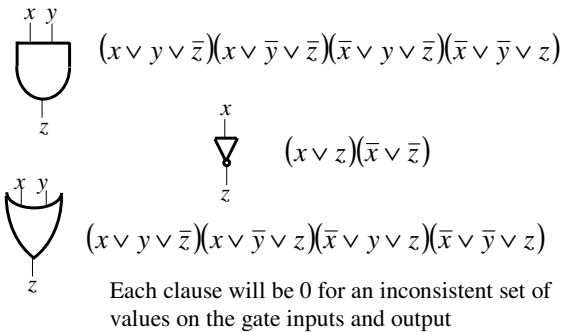 x y
(x ∨ y ∨ z̅)(x ∨ y̅ ∨ z̅)(x̅ ∨ y ∨ z̅)(x̅ ∨ y̅ ∨ z)
z
x
(x ∨ z)(x̅ ∨ z̅)
z
x y
(x ∨ y ∨ z̅)(x ∨ y̅ ∨ z)(x̅ ∨ y ∨ z)(x̅ ∨ y̅ ∨ z)
z
Each clause will be 0 for an inconsistent set of
values on the gate inputs and output